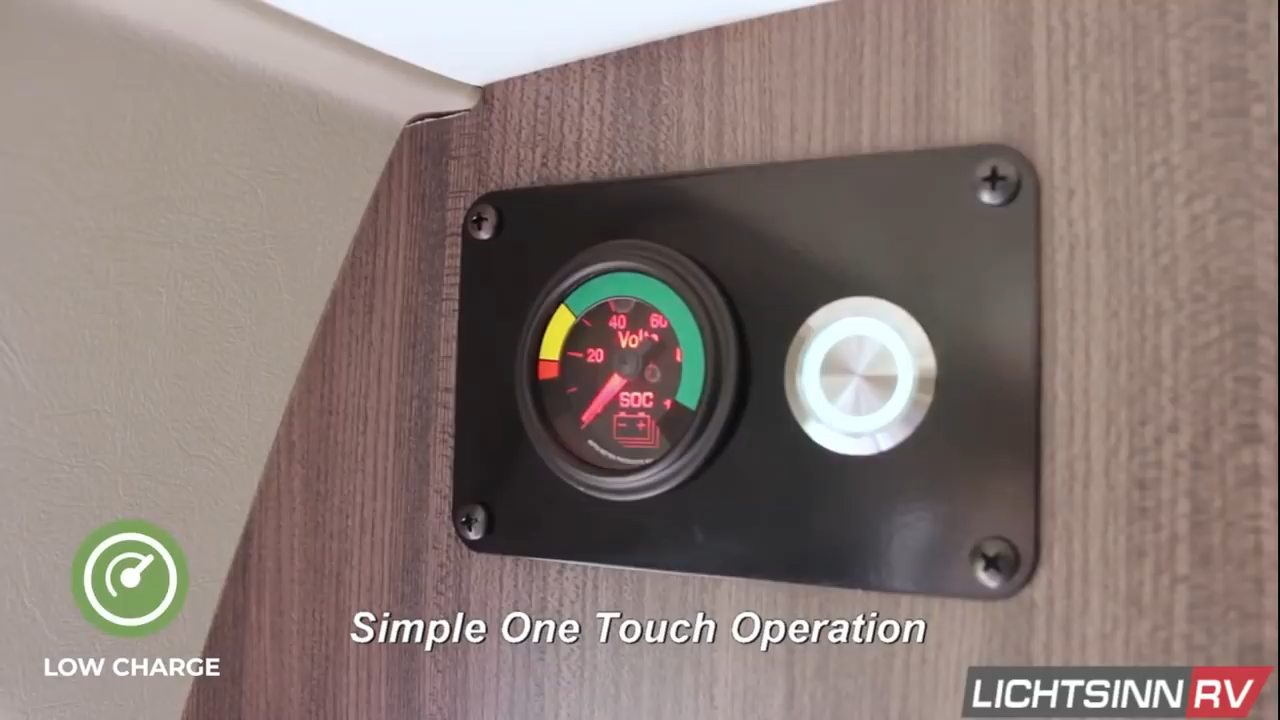 40 60
Volts
20
SOC
Simple One Touch Operation
LOW CHARGE
LICHTSINN RV